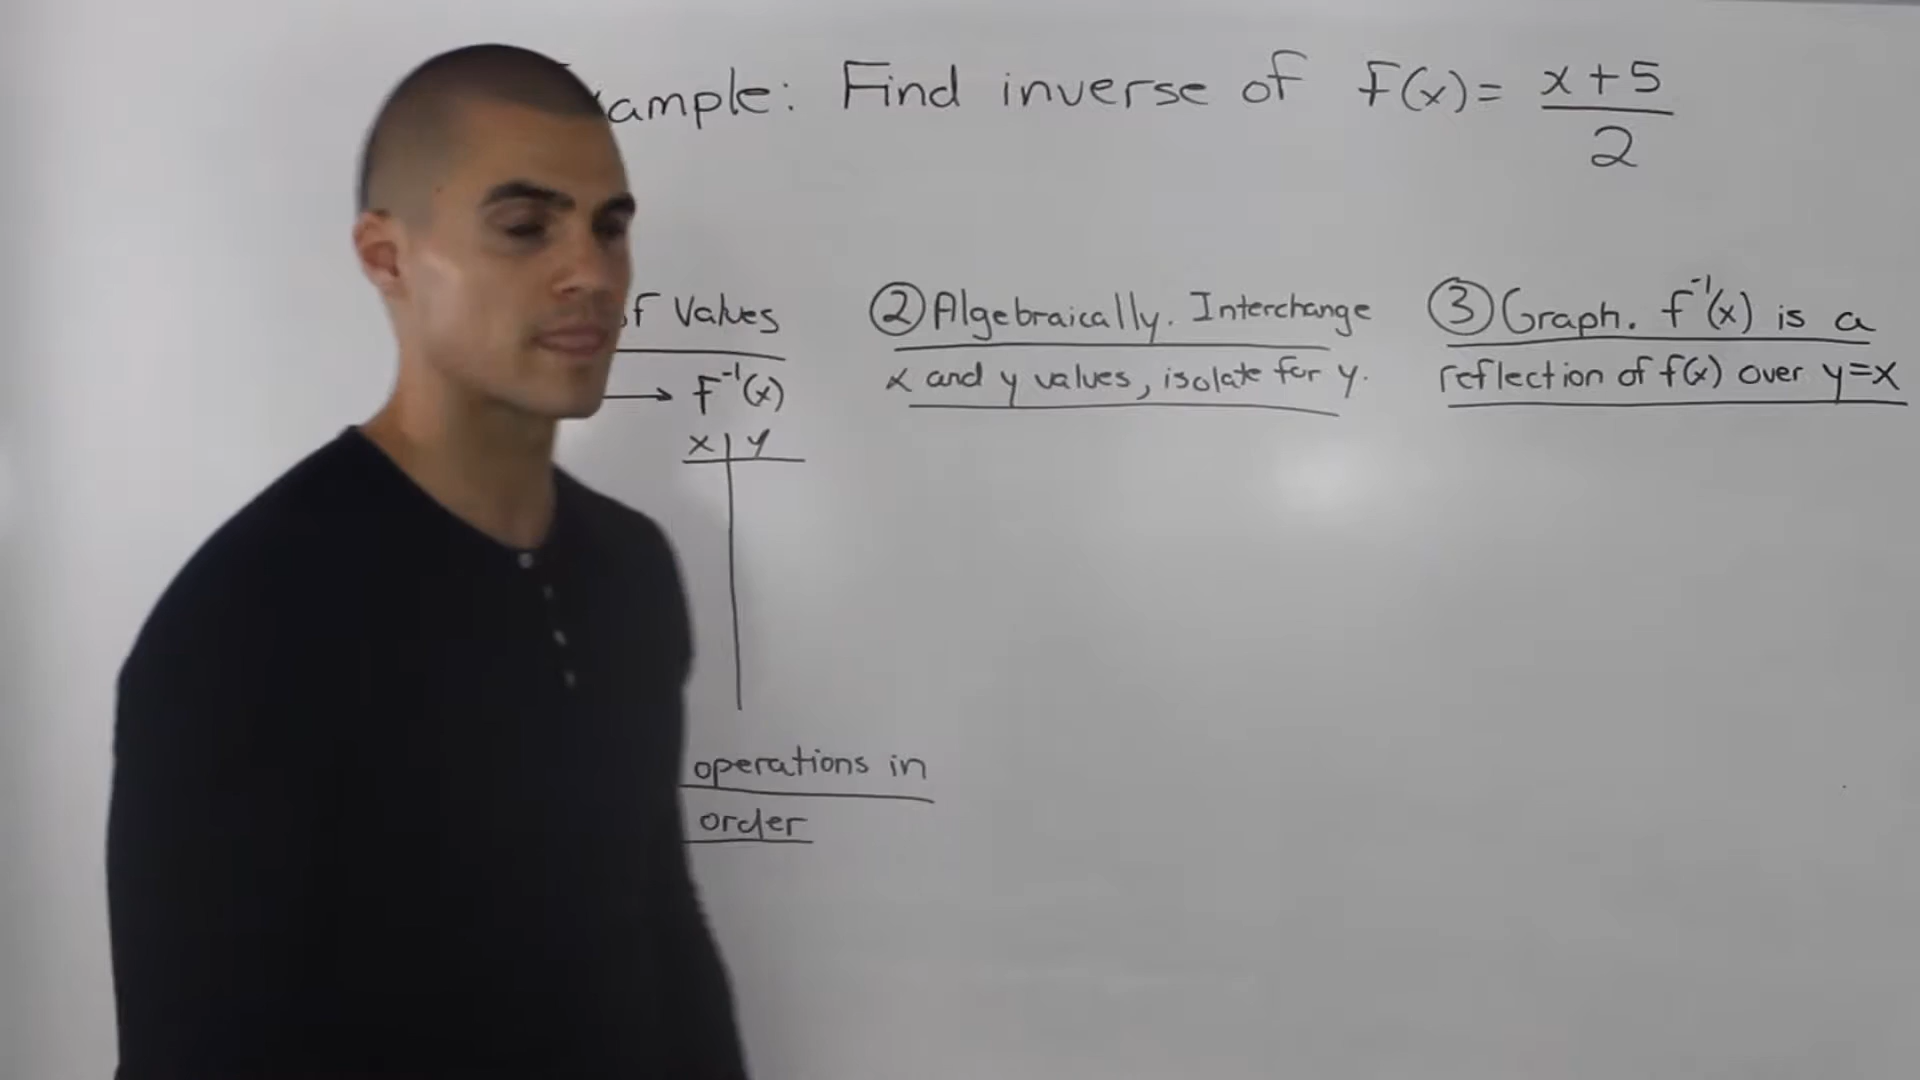 ample: Find inverse of F(x) = x + 5 / 2
of Values
→ F⁻¹(x)
x | y
operations in
order
② Algebraically. Interchange
x and y values, isolate for y.
③ Graph. f⁻¹(x) is a
reflection of f(x) over y=x